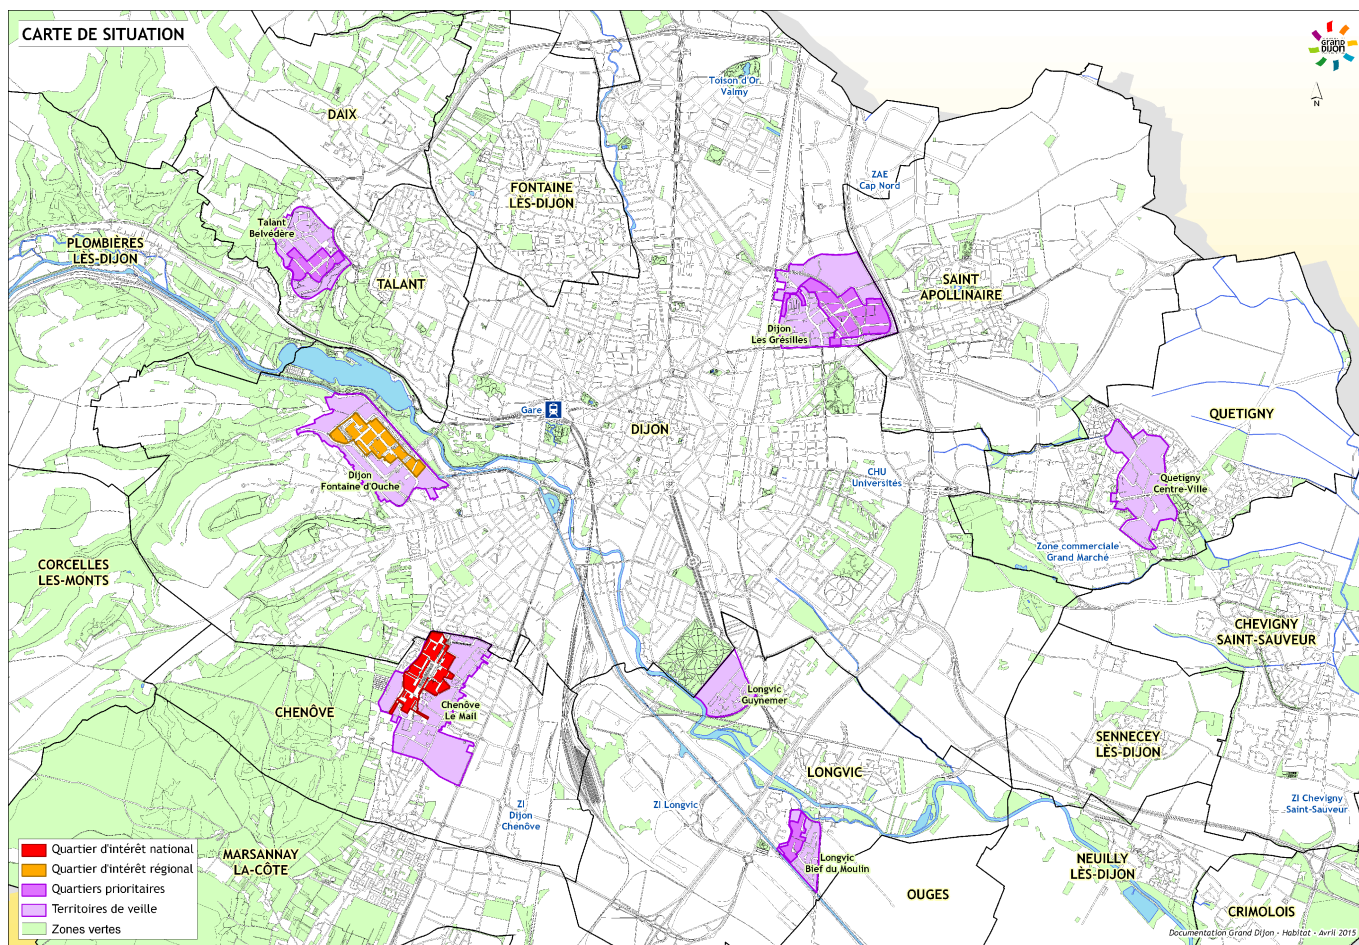 CARTE DE SITUATION
GRAND
DIJON
N
Toison d'Or
Valmy
DAIX
ZAE
Cap Nord
FONTAINE
LÈS-DIJON
Talant
Belvédère
PLOMBIÈRES
LÈS-DIJON
TALANT
SAINT
APOLLINAIRE
Dijon
Les Grésilles
Gare
DIJON
QUETIGNY
Dijon
Fontaine d'Ouche
CHU
Universités
Quetigny
Centre-Ville
Zone commerciale
Grand Marché
CORCELLES
LES-MONTS
CHEVIGNY
SAINT-SAUVEUR
CHENÔVE
Chenôve
Le Mail
Longvic
Guynemer
SENNECEY
LÈS-DIJON
LONGVIC
ZI
Dijon
Chenôve
ZI Longvic
ZI Chevigny
Saint-Sauveur
MARSANNAY
LA-CÔTE
Longvic
Bief du Moulin
NEUILLY
LÈS-DIJON
OUGES
CRIMOLOIS
Quartier d'intérêt national
Quartier d'intérêt régional
Quartiers prioritaires
Territoires de veille
Zones vertes
Documentation Grand Dijon - Habitat - Avril 2015